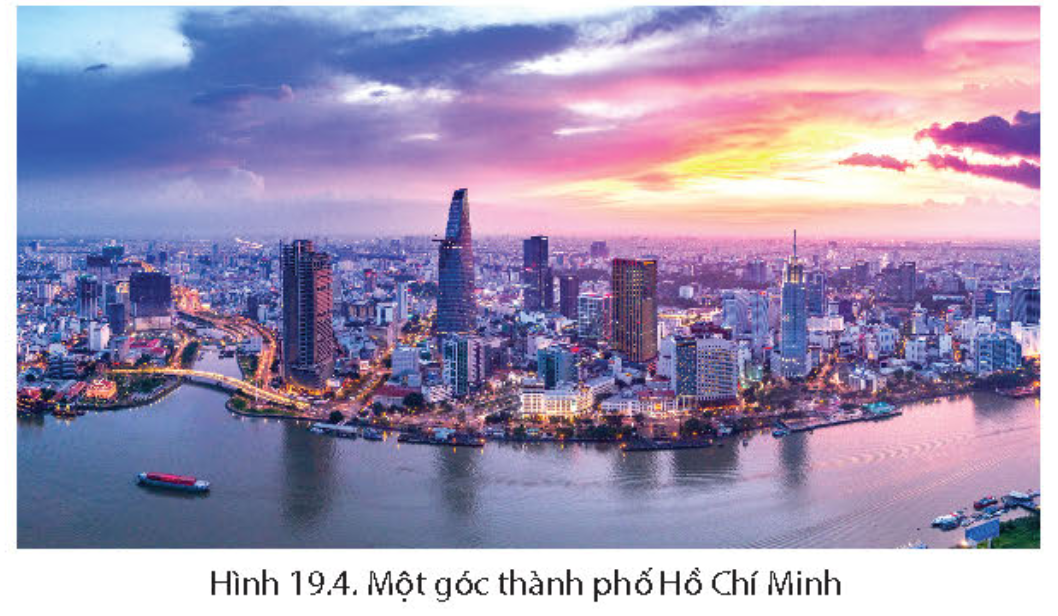 Hình 19.4. Một góc thành phố Hồ Chí Minh